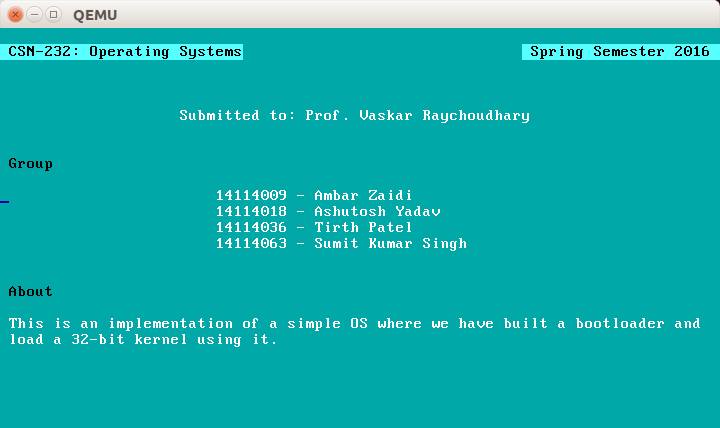 QEMU
CSN-232: Operating Systems Spring Semester 2016
Submitted to: Prof. Vaskar Raychoudhary
Group
14114009 - Ambar Zaidi
14114018 - Ashutosh Yadav
14114036 - Tirth Patel
14114063 - Sumit Kumar Singh
About
This is an implementation of a simple OS where we have built a bootloader and
load a 32-bit kernel using it.